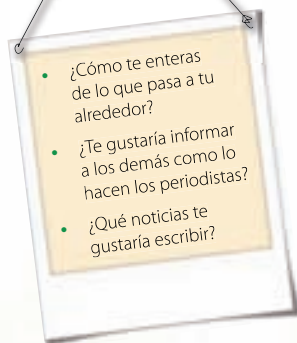 • ¿Cómo te enteras
de lo que pasa a tu
alrededor?
• ¿Te gustaría informar
a los demás como lo
hacen los periodistas?
• ¿Qué noticias te
gustaría escribir?